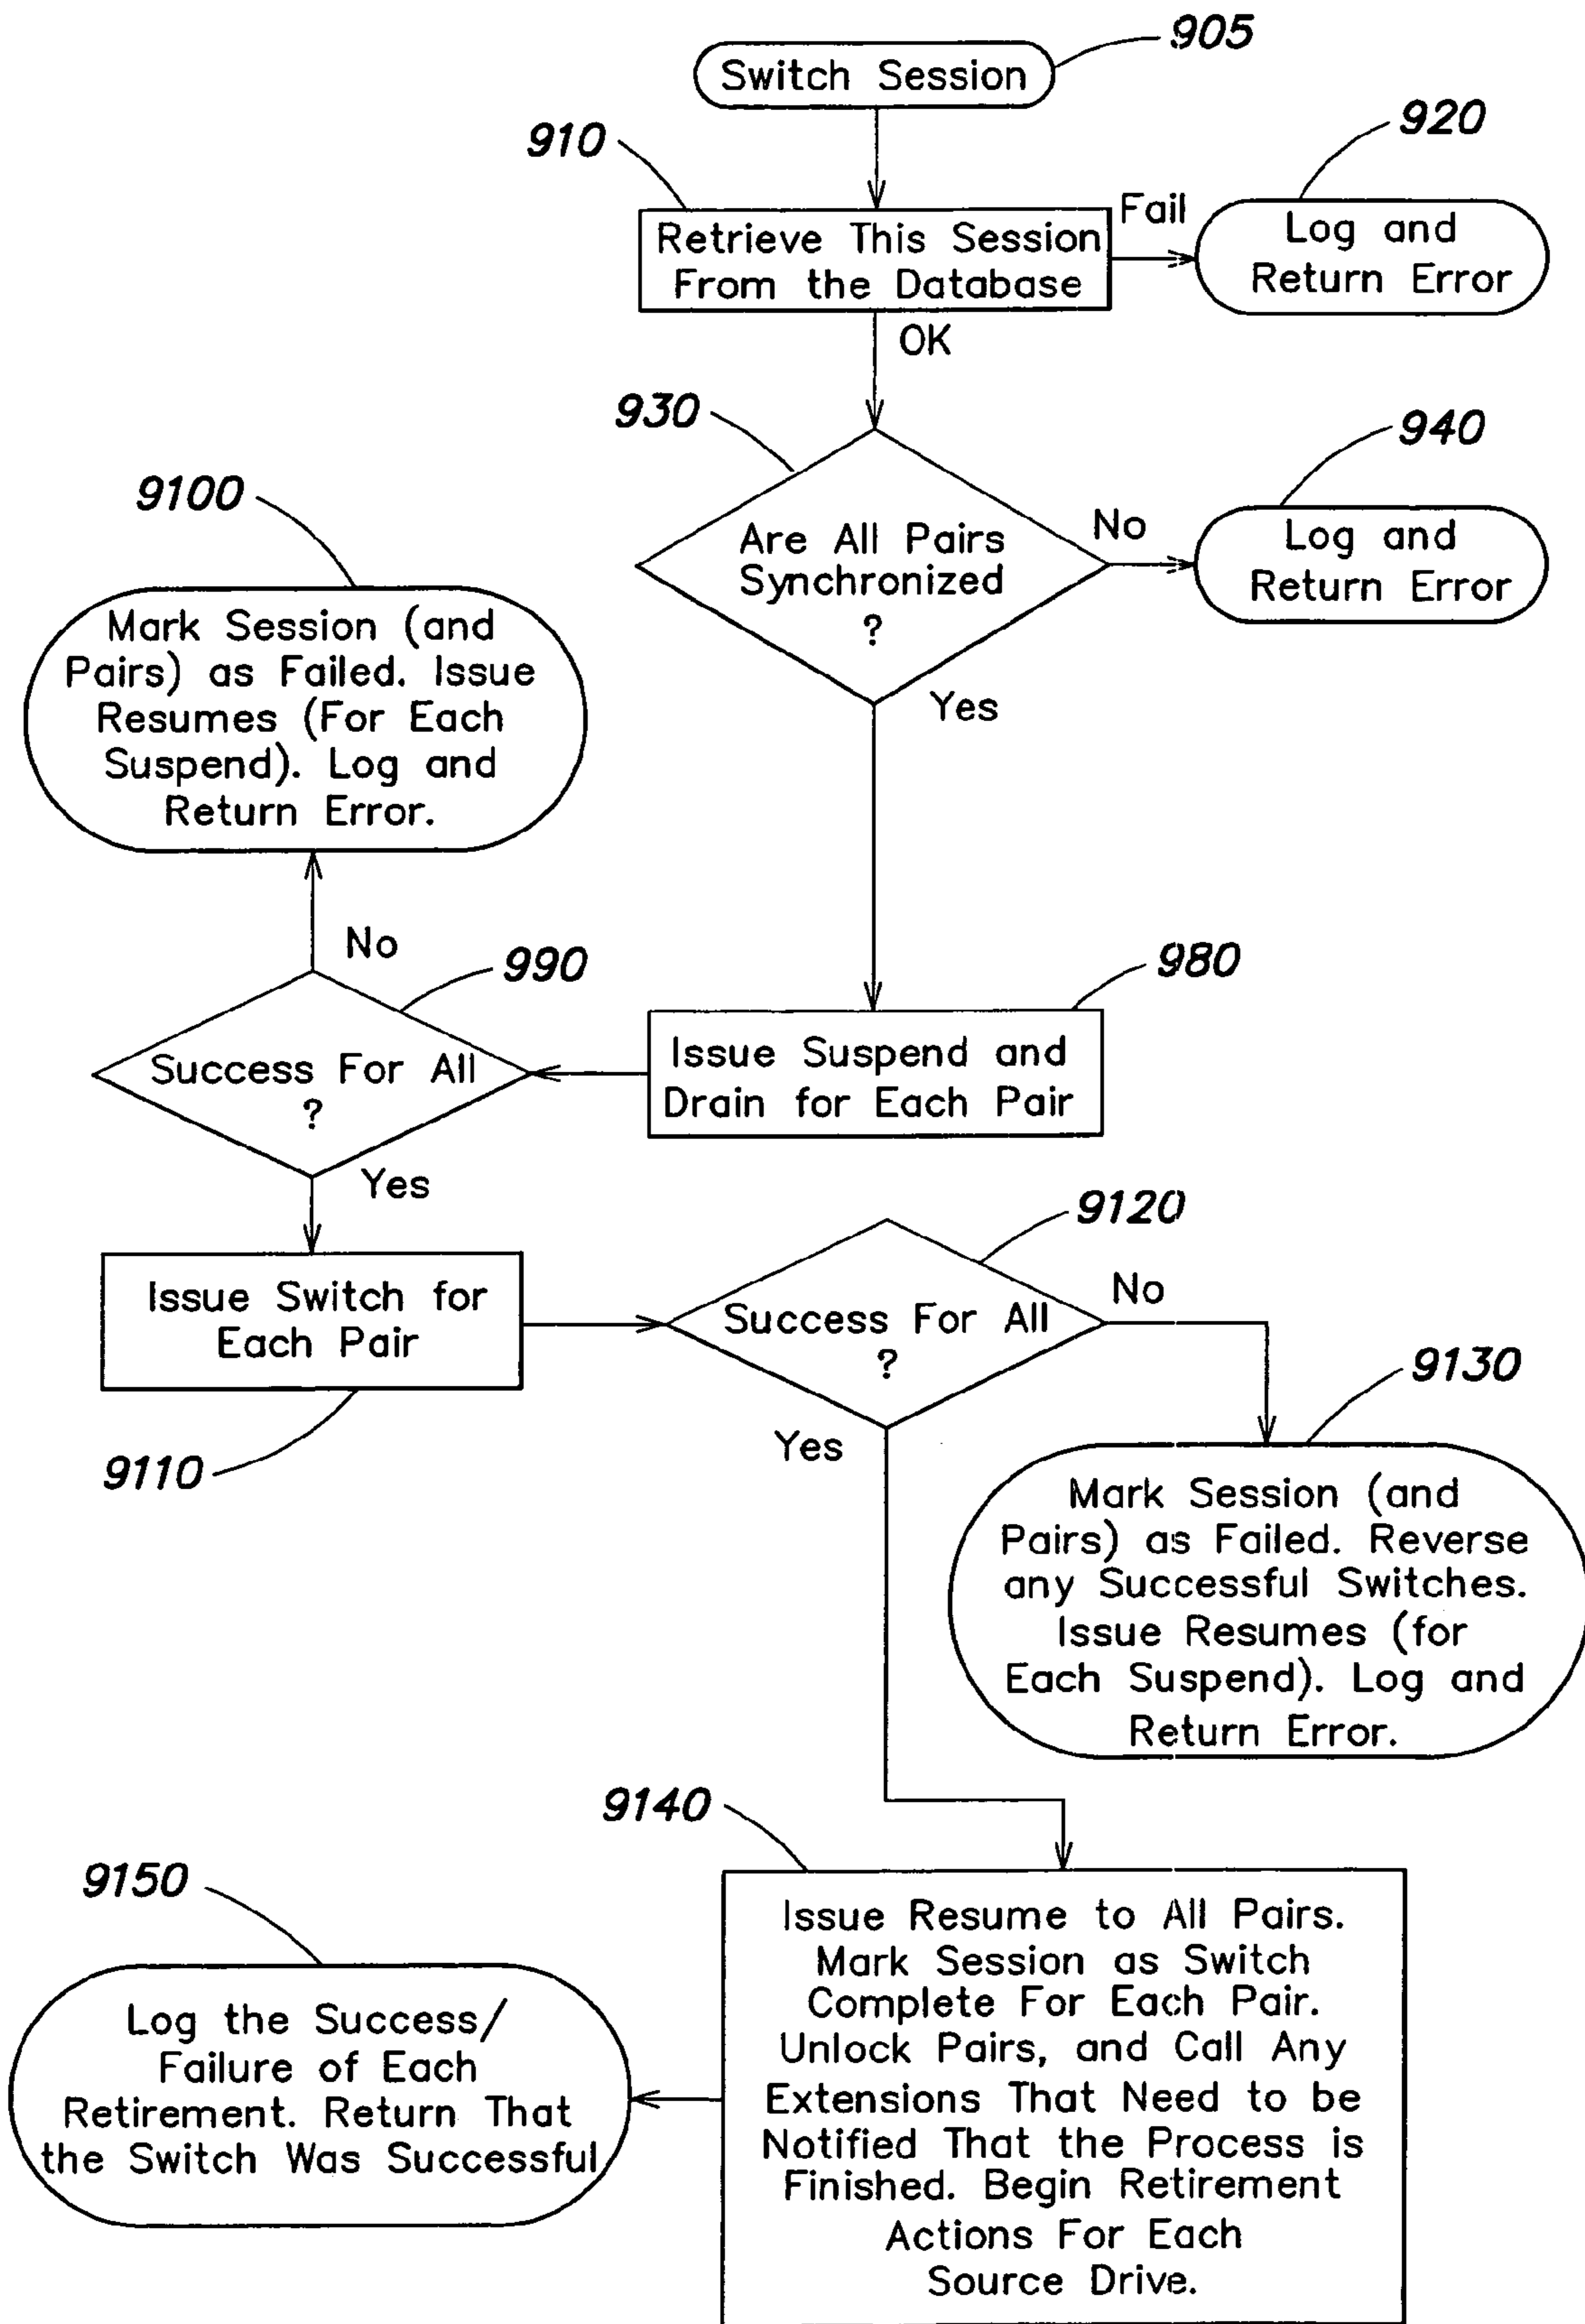 905
Switch Session
910
920
Fail
Retrieve This Session
From the Database
Log and
Return Error
OK
930
940
No
Are All Pairs
Synchronized
?
Log and
Return Error
Yes
9100
Mark Session (and
Pairs) as Failed. Issue
Resumes (For Each
Suspend). Log and
Return Error.
No
990
980
Success For All
?
Issue Suspend and
Drain for Each Pair
Yes
9120
Issue Switch for
Each Pair
9110
Success For All
?
No
9130
Yes
Mark Session (and
Pairs) as Failed. Reverse
any Successful Switches.
Issue Resumes (for
Each Suspend). Log and
Return Error.
9140
Issue Resume to All Pairs.
Mark Session as Switch
Complete For Each Pair.
Unlock Pairs, and Call Any
Extensions That Need to be
Notified That the Process is
Finished. Begin Retirement
Actions For Each
Source Drive.
9150
Log the Success/
Failure of Each
Retirement. Return That
the Switch Was Successful